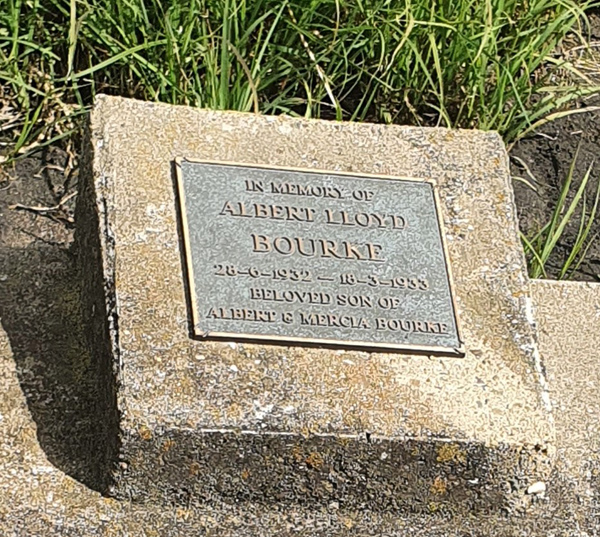 IN MEMORY OF
ALBERT LLOYD
BOURKE
28-6-1932 – 18-3-1933
BELOVED SON OF
ALBERT & MERCIA BOURKE